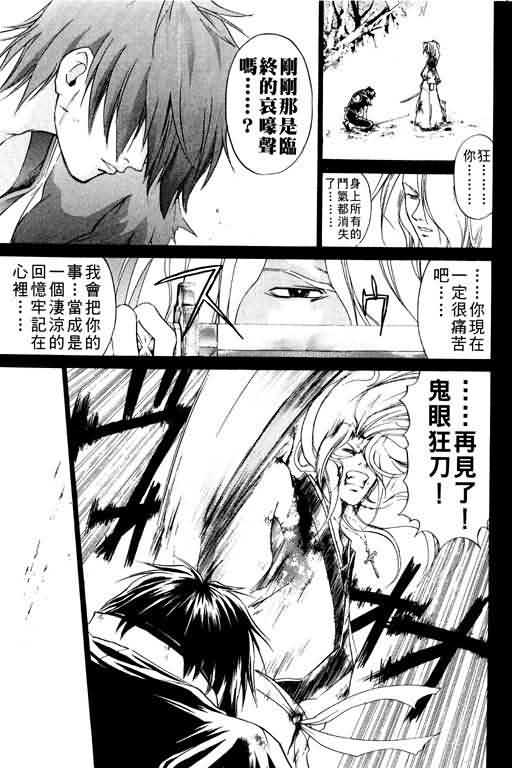 狂……
你……
身上所有的
鬥氣都消失
了……
剛剛那是臨
終的哀嚎聲
嗎……？
……你現在
一定很痛苦
吧……
我會把你的
事…當成是
一個淒涼的
回憶牢記在
心裡……
……再見了！
鬼眼狂刀！